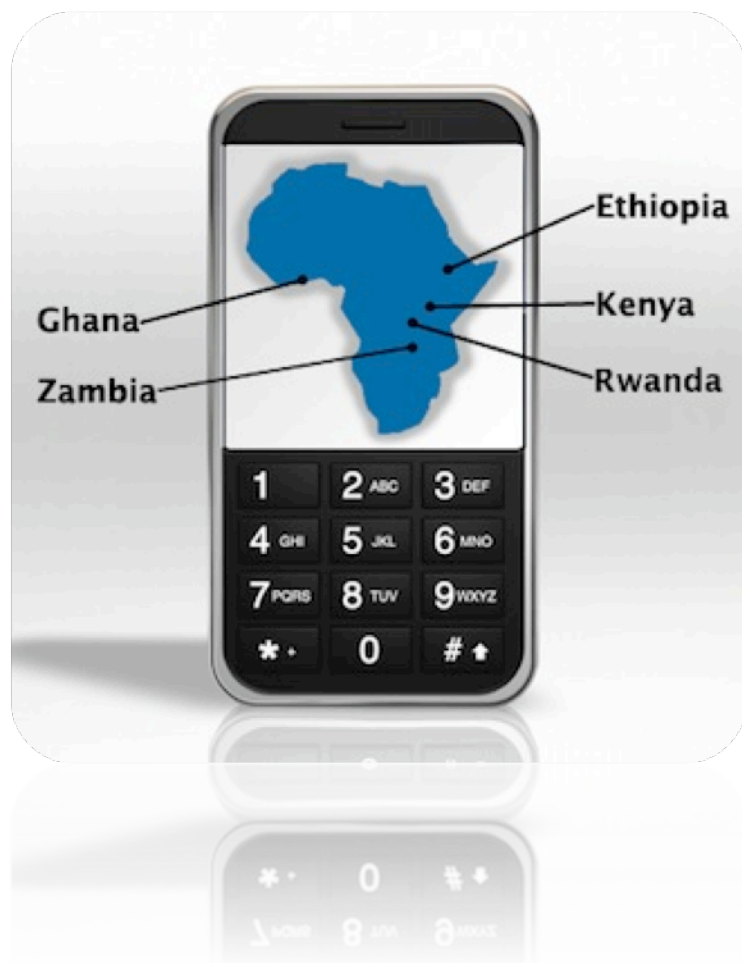 Ethiopia
Ghana
Kenya
Zambia
Rwanda
1 2 ABC 3 DEF
4 GHI 5 JKL 6 MNO
7 PQRS 8 TUV 9 WXYZ
* + 0 #